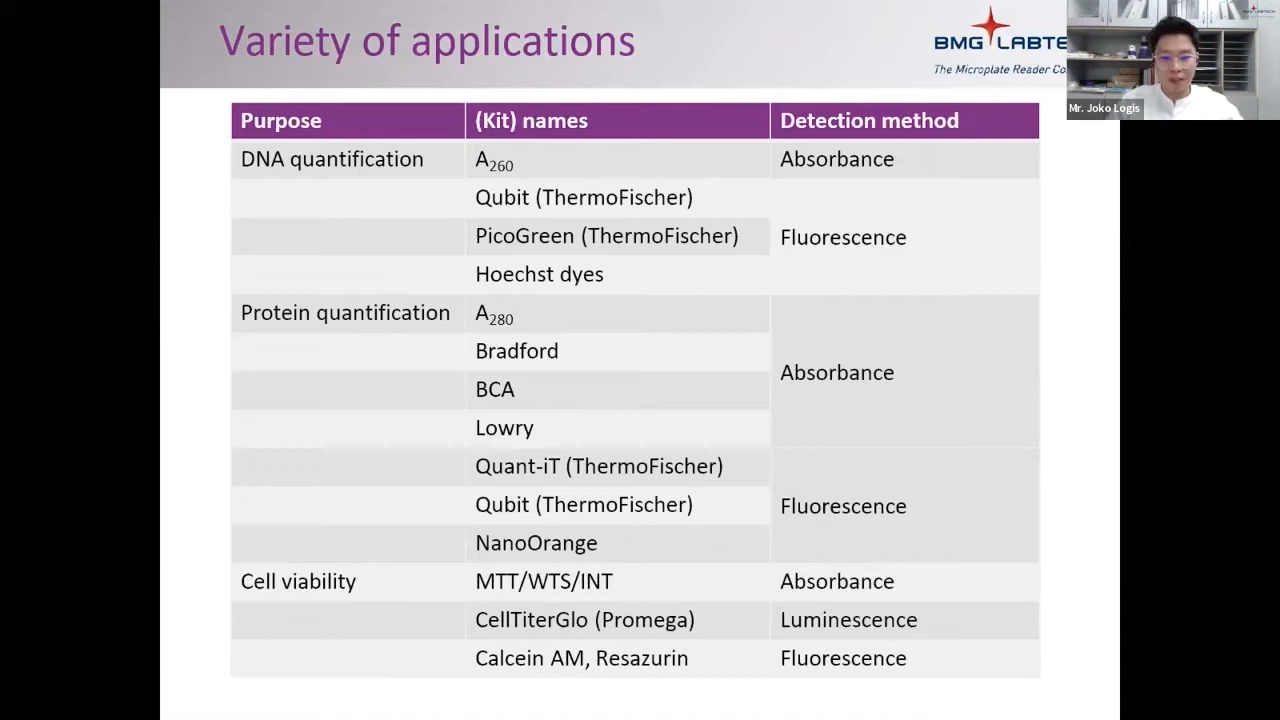 Variety of applications
BMG LABTE
The Microplate Reader Co
BMG LABTECH
Mr. Joko Logis
Purpose (Kit) names Detection method
DNA quantification A260 Absorbance
Qubit (ThermoFischer)
PicoGreen (ThermoFischer) Fluorescence
Hoechst dyes
Protein quantification A280
Bradford
Absorbance
BCA
Lowry
Quant-iT (ThermoFischer)
Qubit (ThermoFischer) Fluorescence
NanoOrange
Cell viability MTT/WTS/INT Absorbance
CellTiterGlo (Promega) Luminescence
Calcein AM, Resazurin Fluorescence